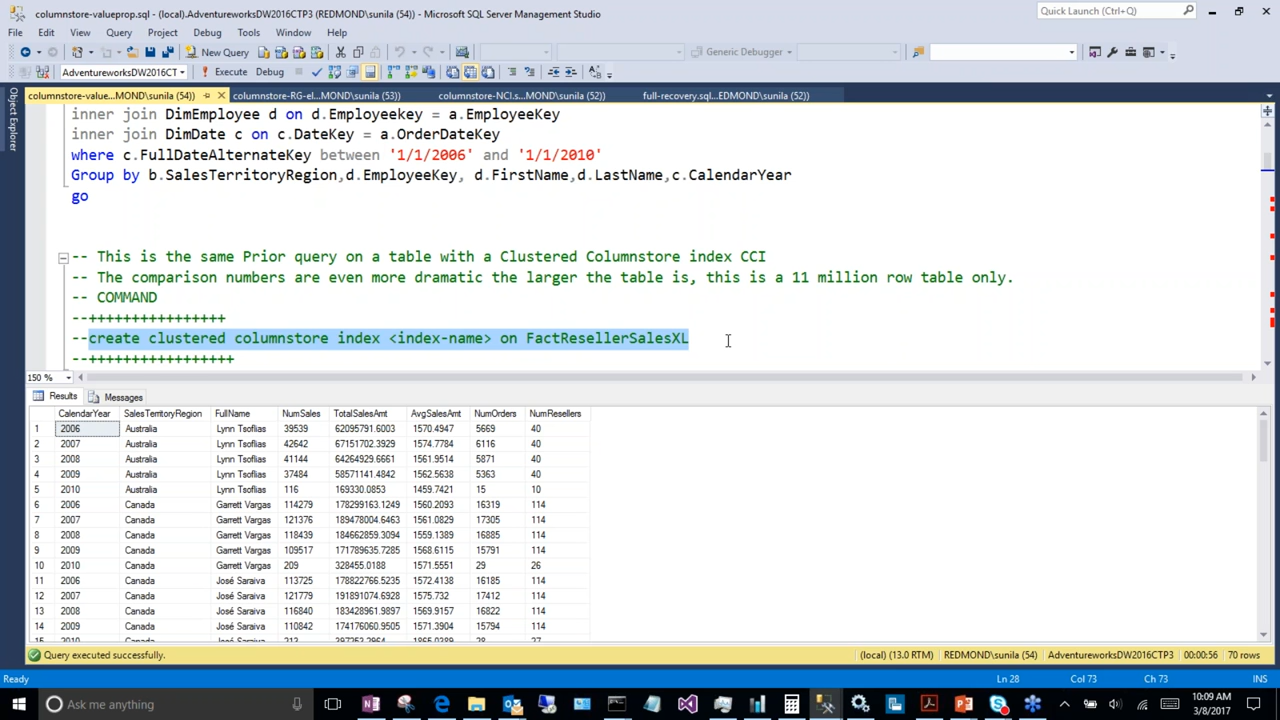 columnstore-valueprop.sql - (local).AdventureworksDW2016CTP3 (REDMOND\sunila (54)) - Microsoft SQL Server Management Studio
Quick Launch (Ctrl+Q)
File Edit View Query Project Debug Tools Window Help
New Query Generic Debugger
AdventureworksDW2016CT Execute Debug
columnstore-value...MOND\sunila (54)) columnstore-RG-el...MOND\sunila (53)) columnstore-NCI.s...MOND\sunila (52)) full-recovery.sql...EDMOND\sunila (52))
Object Explorer
inner join DimEmployee d on d.Employeekey = a.EmployeeKey
inner join DimDate c on c.DateKey = a.OrderDateKey
where c.FullDateAlternateKey between '1/1/2006' and '1/1/2010'
Group by b.SalesTerritoryRegion,d.EmployeeKey, d.FirstName,d.LastName,c.CalendarYear
go
-- This is the same Prior query on a table with a Clustered Columnstore index CCI
-- The comparison numbers are even more dramatic the larger the table is, this is a 11 million row table only.
-- COMMAND
--++++++++++++++++
--create clustered columnstore index <index-name> on FactResellerSalesXL
--+++++++++++++++++
150 %
Results Messages
CalendarYear SalesTerritoryRegion FullName NumSales TotalSalesAmt AvgSalesAmt NumOrders NumResellers
1 2006 Australia Lynn Tsoflias 39539 62095791.6003 1570.4947 5669 40
2 2007 Australia Lynn Tsoflias 42642 67151702.3929 1574.7784 6116 40
3 2008 Australia Lynn Tsoflias 41144 64264929.6661 1561.9514 5871 40
4 2009 Australia Lynn Tsoflias 37484 58571141.4842 1562.5638 5363 40
5 2010 Australia Lynn Tsoflias 116 169330.0853 1459.7421 15 10
6 2006 Canada Garrett Vargas 114279 178299163.1249 1560.2093 16319 114
7 2007 Canada Garrett Vargas 121376 189478004.6463 1561.0829 17305 114
8 2008 Canada Garrett Vargas 118439 184662859.3094 1559.1389 16885 114
9 2009 Canada Garrett Vargas 109517 171789635.7285 1568.6115 15791 114
10 2010 Canada Garrett Vargas 209 328455.0188 1571.5551 29 26
11 2006 Canada José Saraiva 113725 178822766.5235 1572.4138 16185 114
12 2007 Canada José Saraiva 121779 191891074.6928 1575.732 17412 114
13 2008 Canada José Saraiva 116840 183428961.9897 1569.9157 16822 114
14 2009 Canada José Saraiva 110842 174176060.9505 1571.3904 15794 114
15 2010 Canada José Saraiva 213 397253.2964 1865.0389 28 27
Query executed successfully. (local) (13.0 RTM) REDMOND\sunila (54) AdventureworksDW2016CTP3 00:00:56 70 rows
Ready Ln 28 Col 73 Ch 73 INS
Ask me anything
10:09 AM
3/8/2017